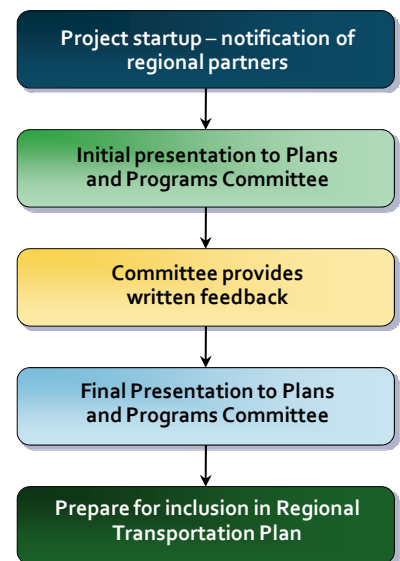 Project startup – notification of
regional partners
Initial presentation to Plans
and Programs Committee
Committee provides
written feedback
Final Presentation to Plans
and Programs Committee
Prepare for inclusion in Regional
Transportation Plan